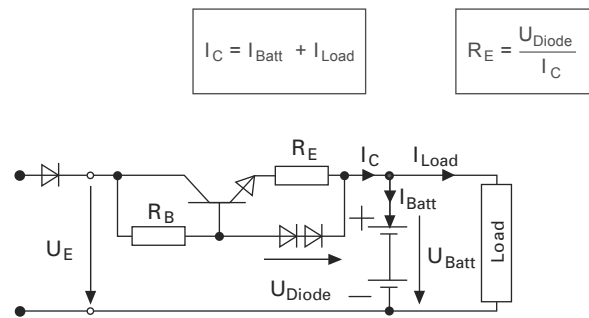 I_C = I_Batt + I_Load
R_E = U_Diode / I_C
R_E
I_C
I_Load
R_B
I_Batt
+
U_E
U_Batt
Load
U_Diode
−